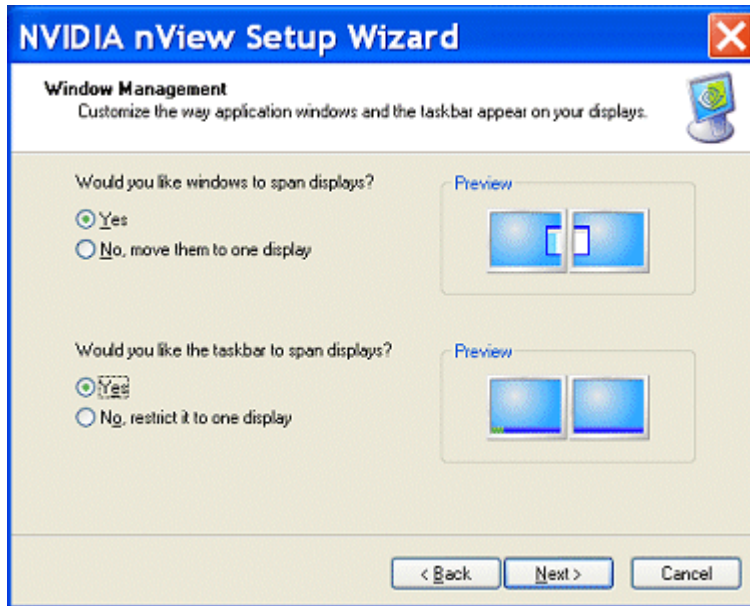 NVIDIA nView Setup Wizard
Window Management
Customize the way application windows and the taskbar appear on your displays.
Would you like windows to span displays?
Preview
Yes
No, move them to one display
Would you like the taskbar to span displays?
Preview
Yes
No, restrict it to one display
< Back
Next >
Cancel